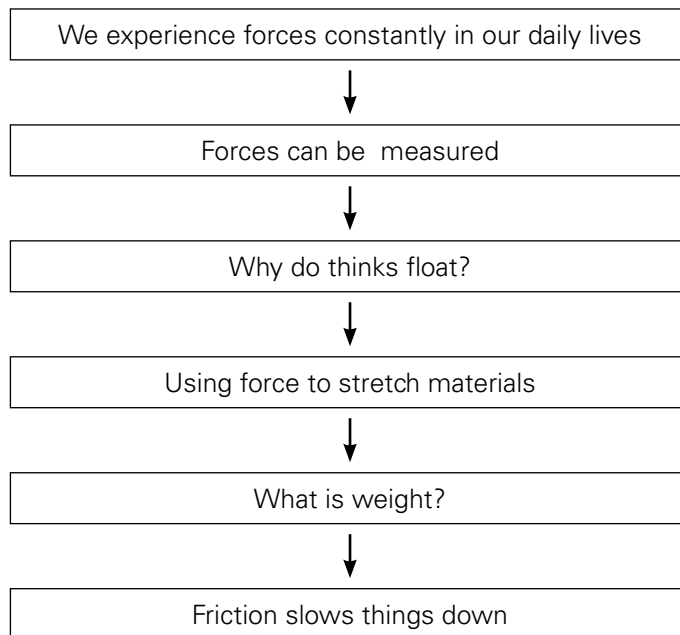 We experience forces constantly in our daily lives
Forces can be measured
Why do thinks float?
Using force to stretch materials
What is weight?
Friction slows things down